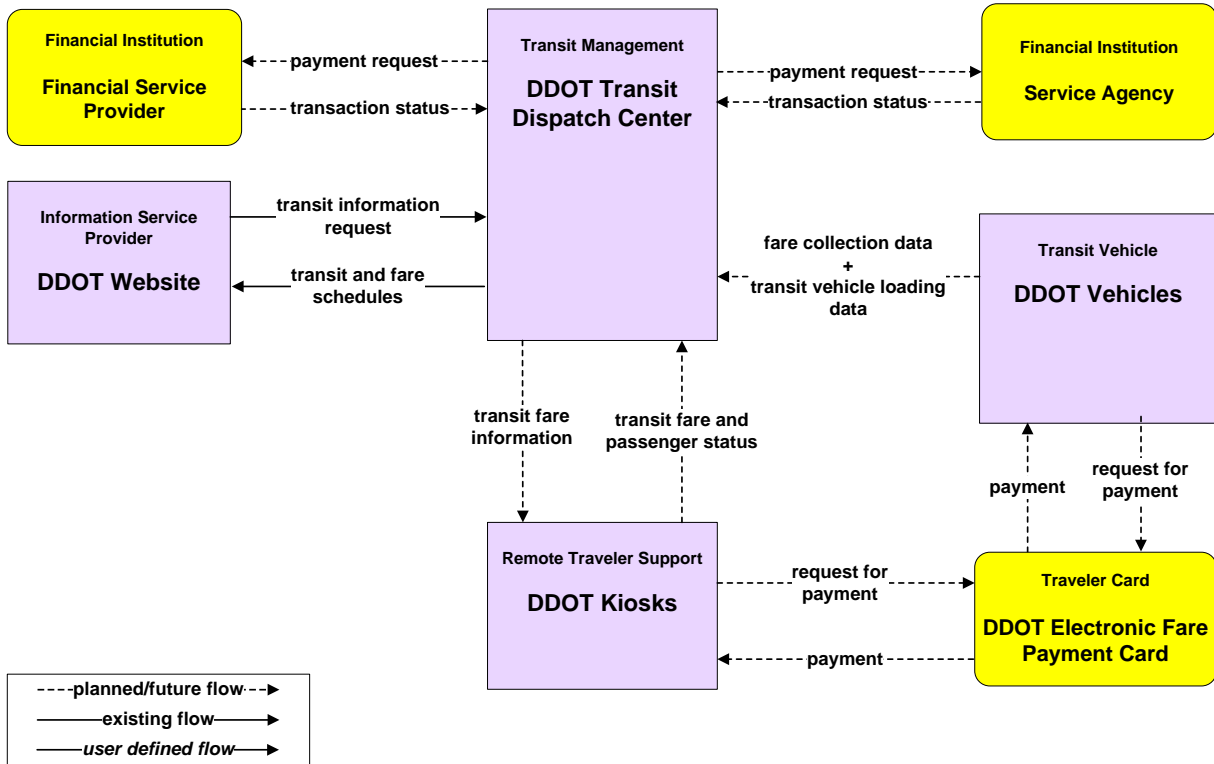 Financial Institution
Financial Service
Provider
payment request
transaction status
Transit Management
DDOT Transit
Dispatch Center
payment request
transaction status
Financial Institution
Service Agency
Information Service
Provider
DDOT Website
transit information
request
transit and fare
schedules
fare collection data
+
transit vehicle loading
data
Transit Vehicle
DDOT Vehicles
transit fare
information
transit fare and
passenger status
payment
request for
payment
Remote Traveler Support
DDOT Kiosks
request for
payment
payment
Traveler Card
DDOT Electronic Fare
Payment Card
planned/future flow
existing flow
user defined flow